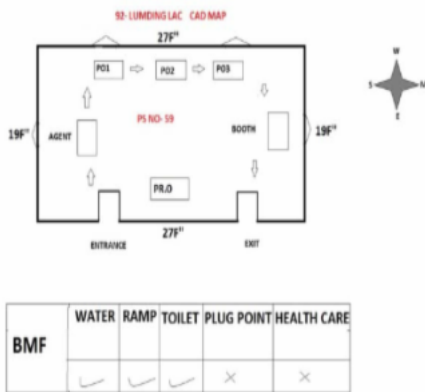 92- LUMDING LAC CAD MAP
27F"
PO1
PO2
PO3
W
S
N
E
PS NO- 59
19F"
AGENT
BOOTH
19F"
PR.O
27F"
ENTRANCE
EXIT
BMF
WATER
RAMP
TOILET
PLUG POINT
HEALTH CARE